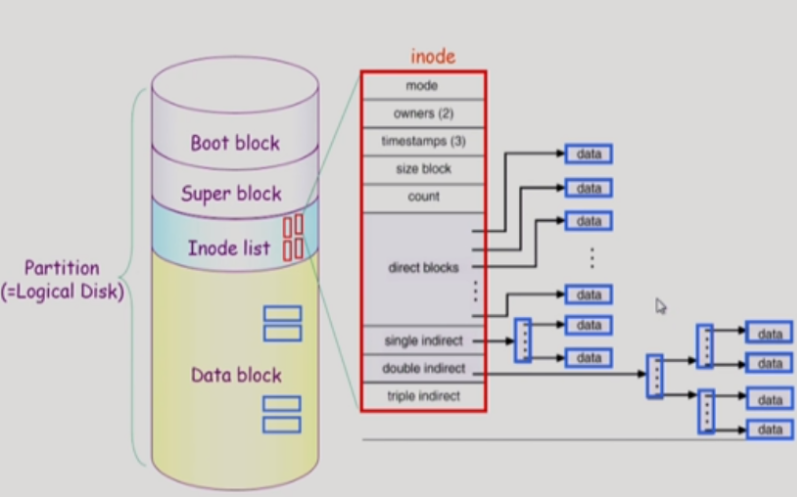 inode
mode
owners (2)
timestamps (3)
size block
count
direct blocks
single indirect
double indirect
triple indirect
Boot block
Super block
Inode list
Data block
Partition
(=Logical Disk)
data
data
data
data
data
data
data
data
data
data